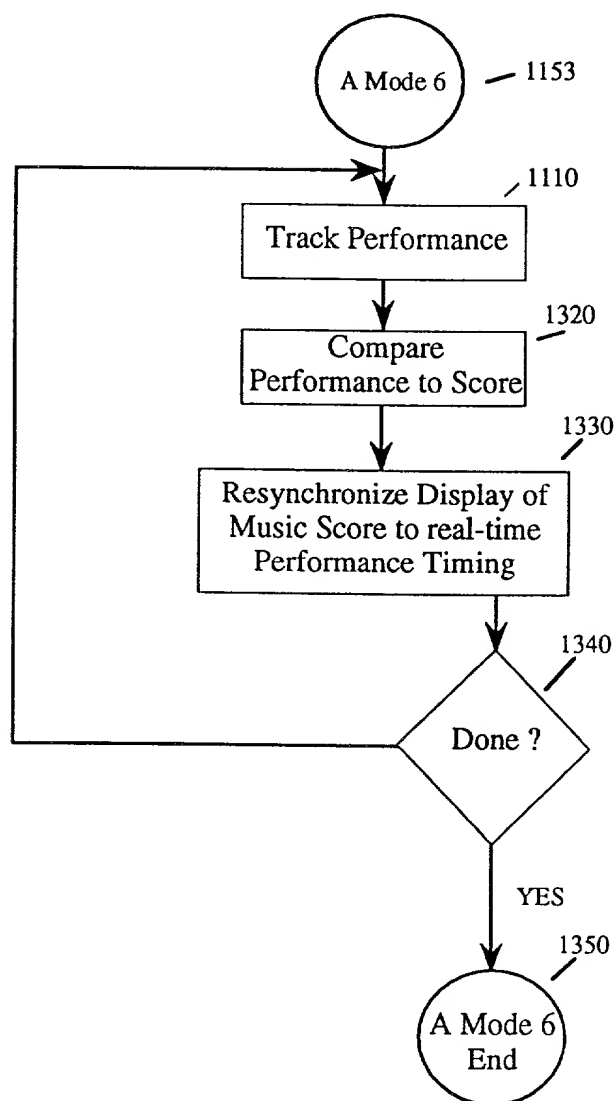 A Mode 6
1153
1110
Track Performance
1320
Compare
Performance to Score
1330
Resynchronize Display of
Music Score to real-time
Performance Timing
1340
Done ?
YES
1350
A Mode 6
End